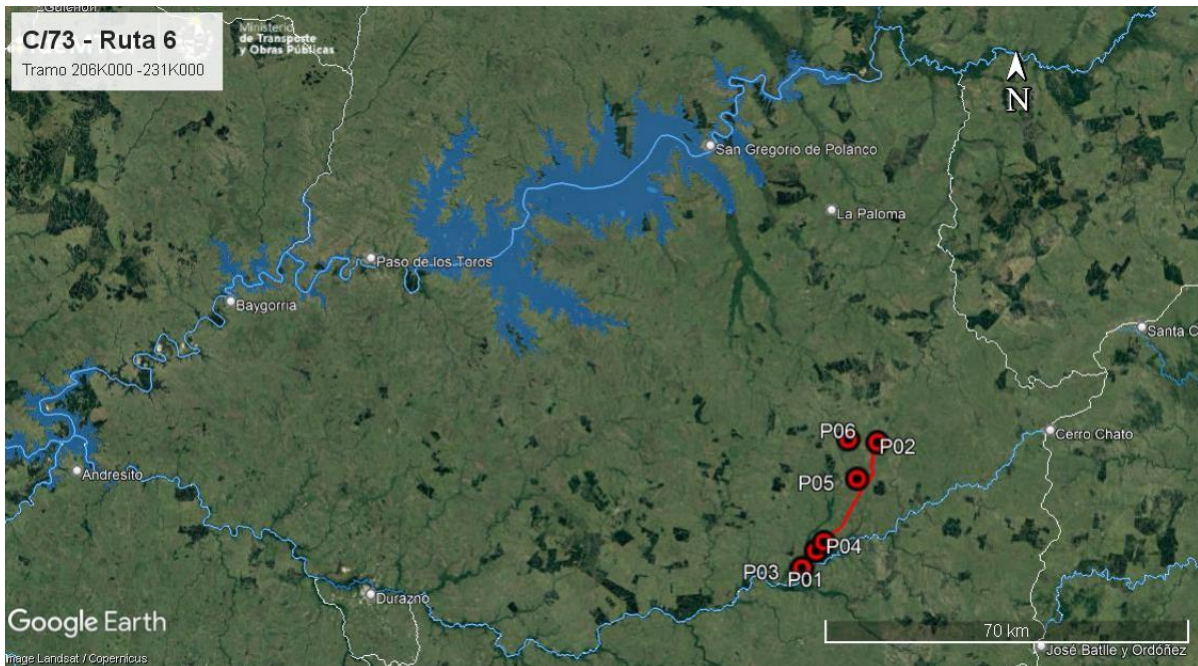 Guichón
C/73 - Ruta 6
Tramo 206K000 -231K000
Ministerio
de Transporte
y Obras Públicas
N
San Gregorio de Polanco
La Paloma
Paso de los Toros
Baygorria
Santa C
Cerro Chato
P06
P02
Andresito
P05
P04
P03
P01
Durazno
Google Earth
70 km
José Batlle y Ordóñez
mage Landsat / Copernicus